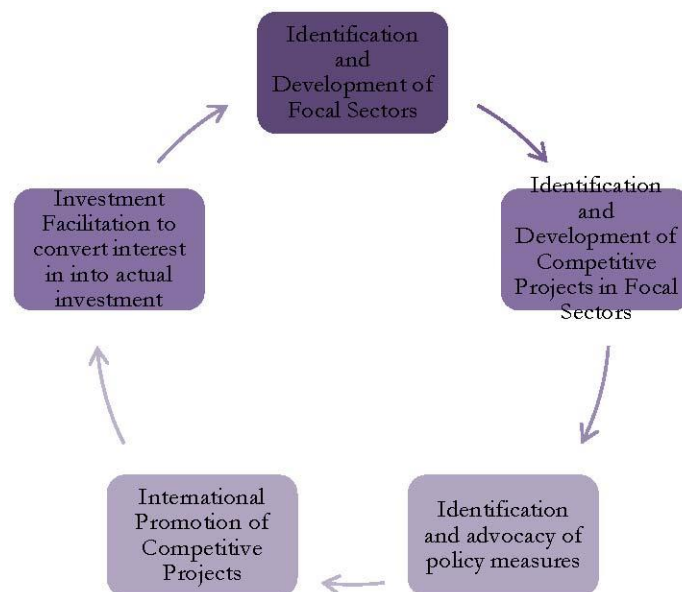 Identification
and
Development of
Focal Sectors
Identification
and
Development of
Competitive
Projects in Focal
Sectors
Identification
and advocacy of
policy measures
International
Promotion of
Competitive
Projects
Investment
Facilitation to
convert interest
in into actual
investment